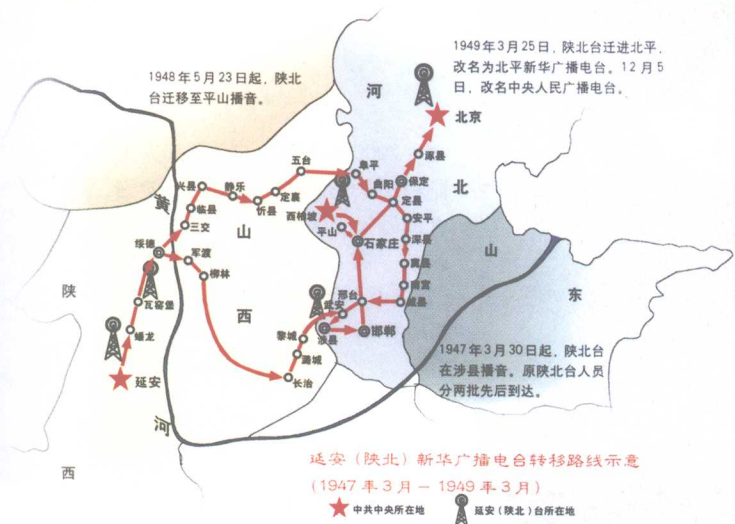 1948年5月23日起，陕北
台迁移至平山播音。
1949年3月25日，陕北台迁进北平，
改名为北平新华广播电台。12月5
日，改名中央人民广播电台。
河
北
北京
涿县
保定
阜平
曲阳
定县
安平
深县
冀县
南宫
威县
五台
定襄
忻县
静乐
兴县
临县
三交
黄
河
山
西
西柏坡
平山
石家庄
绥德
军渡
柳林
瓦窑堡
蟠龙
延安
陕
西
邢台
武安
涉县
邯郸
黎城
潞城
长治
山
东
1947年3月30日起，陕北台
在涉县播音。原陕北台人员
分两批先后到达。
延安（陕北）新华广播电台转移路线示意
（1947年3月－1949年3月）
中共中央所在地
延安（陕北）台所在地